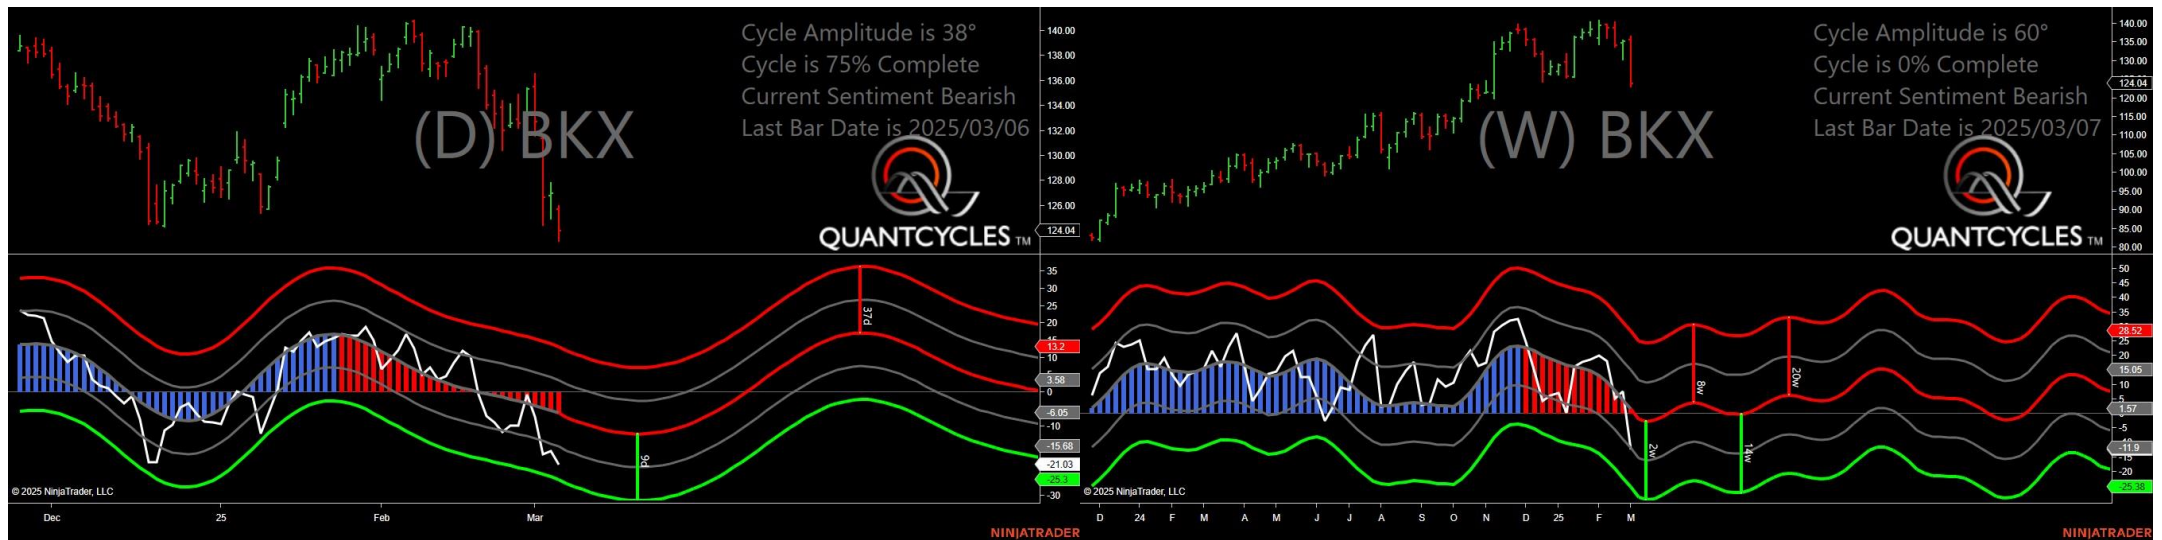 Cycle Amplitude is 38°
Cycle is 75% Complete
Current Sentiment Bearish
Last Bar Date is 2025/03/06
(D) BKX
QUANTCYCLES TM
140.00
138.00
136.00
134.00
132.00
130.00
128.00
126.00
124.04
35
30
25
20
13.2
10
3.58
0
-6.05
-10
-15.68
-21.03
-25.3
-30
37d
9d
© 2025 NinjaTrader, LLC
Dec 25 Feb Mar
NINJATRADER
Cycle Amplitude is 60°
Cycle is 0% Complete
Current Sentiment Bearish
Last Bar Date is 2025/03/07
(W) BKX
QUANTCYCLES TM
140.00
135.00
130.00
124.04
120.00
115.00
110.00
105.00
100.00
95.00
90.00
85.00
80.00
50
45
40
35
28.52
25
20
15.05
10
5
1.57
-5
-11.9
-15
-20
-25.38
8w
20w
2w
14w
© 2025 NinjaTrader, LLC
D 24 F M A M J J A S O N D 25 F M
NINJATRADER